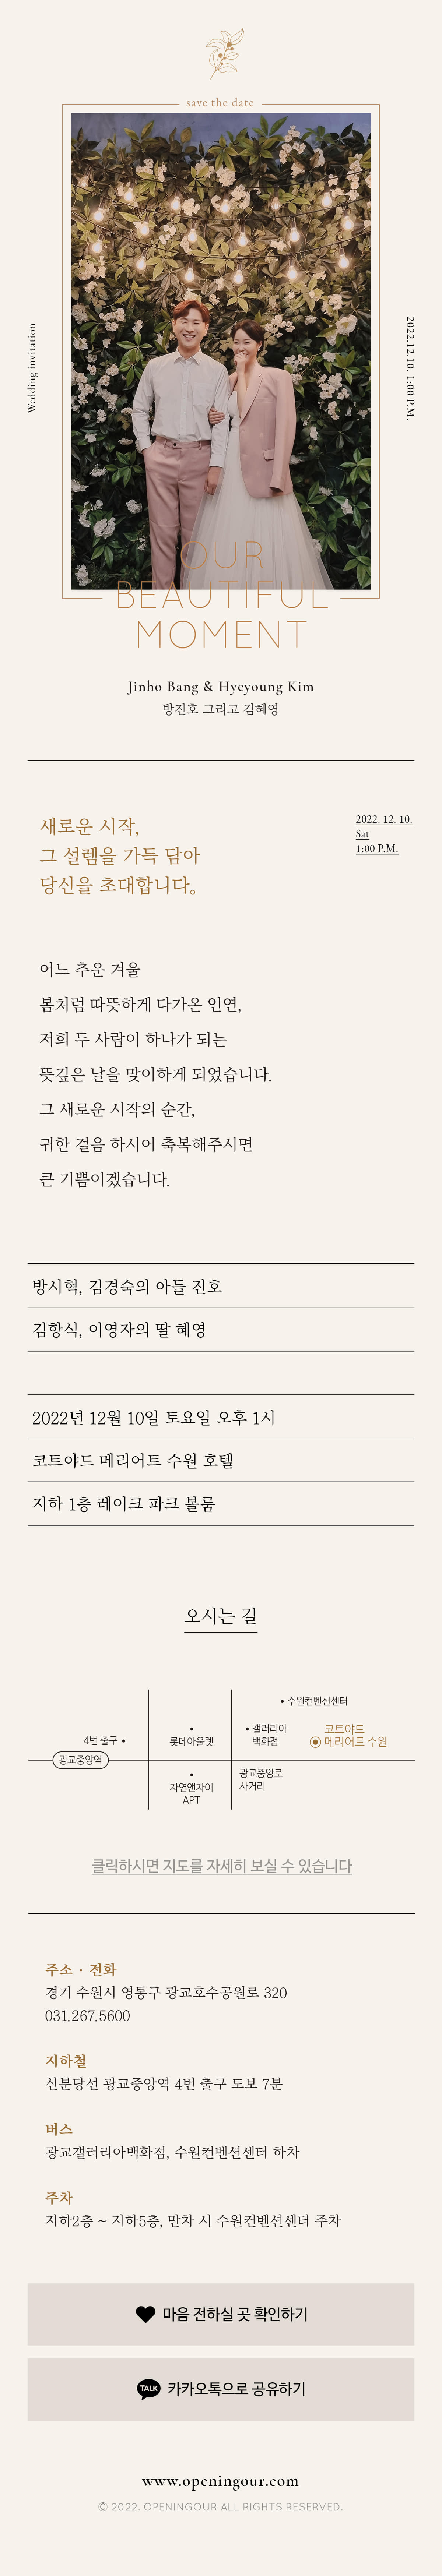 save the date
Wedding invitation
2022.12.10. 1:00 P.M.
OUR
BEAUTIFUL
MOMENT
Jinho Bang & Hyeyoung Kim
방진호 그리고 김혜영
새로운 시작,
그 설렘을 가득 담아
당신을 초대합니다。
2022. 12. 10.
Sat
1:00 P.M.
어느 추운 겨울
봄처럼 따뜻하게 다가온 인연,
저희 두 사람이 하나가 되는
뜻깊은 날을 맞이하게 되었습니다.
그 새로운 시작의 순간,
귀한 걸음 하시어 축복해주시면
큰 기쁨이겠습니다.
방시혁, 김경숙의 아들 진호
김항식, 이영자의 딸 혜영
2022년 12월 10일 토요일 오후 1시
코트야드 메리어트 수원 호텔
지하 1층 레이크 파크 볼룸
오시는 길
수원컨벤션센터
4번 출구
롯데아울렛
갤러리아
백화점
코트야드
메리어트 수원
광교중앙역
자연앤자이
APT
광교중앙로
사거리
클릭하시면 지도를 자세히 보실 수 있습니다
주소 · 전화
경기 수원시 영통구 광교호수공원로 320
031.267.5600
지하철
신분당선 광교중앙역 4번 출구 도보 7분
버스
광교갤러리아백화점, 수원컨벤션센터 하차
주차
지하2층 ~ 지하5층, 만차 시 수원컨벤션센터 주차
마음 전하실 곳 확인하기
TALK 카카오톡으로 공유하기
www.openingour.com
© 2022. OPENINGOUR ALL RIGHTS RESERVED.